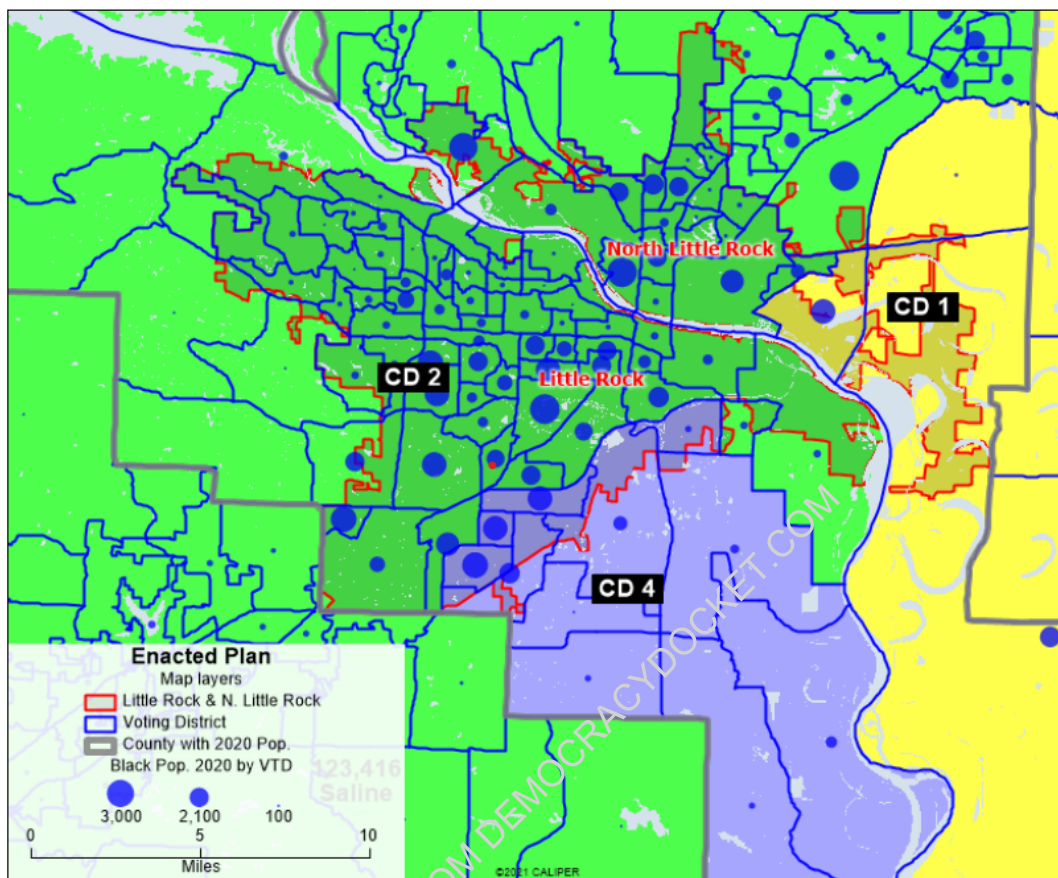 North Little Rock
CD 1
CD 2
Little Rock
CD 4
OM DEMOCRACYDOCKET.COM
Enacted Plan
Map layers
Little Rock & N. Little Rock
Voting District
County with 2020 Pop.
Black Pop. 2020 by VTD
123,416
Saline
3,000 2,100 100
0 5 10
Miles
©2021 CALIPER